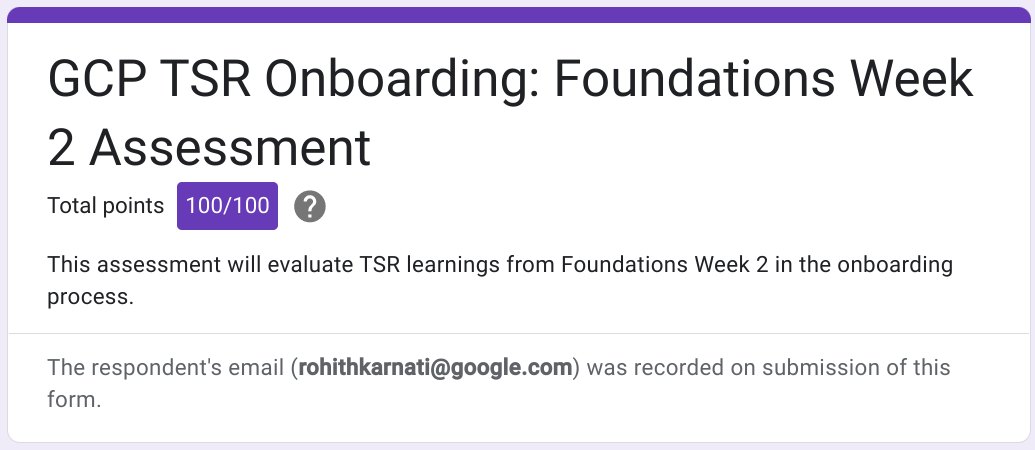 GCP TSR Onboarding: Foundations Week
2 Assessment
Total points 100/100 ?
This assessment will evaluate TSR learnings from Foundations Week 2 in the onboarding
process.
The respondent's email (rohithkarnati@google.com) was recorded on submission of this
form.